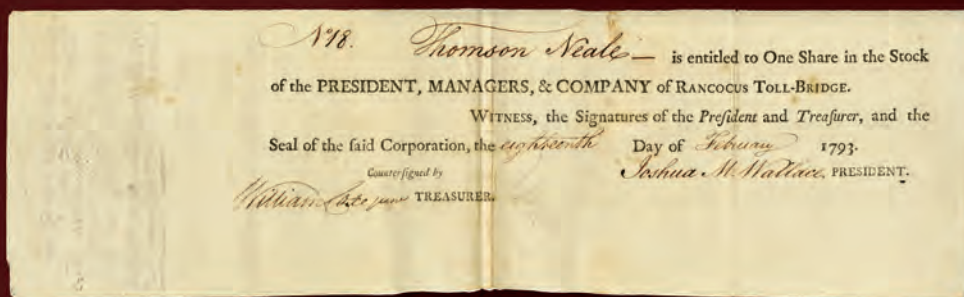 No 18. Thomson Neale — is entitled to One Share in the Stock
of the PRESIDENT, MANAGERS, & COMPANY of RANCOCUS TOLL-BRIDGE.
WITNESS, the Signatures of the Preſident and Treaſurer, and the
Seal of the ſaid Corporation, the eighteenth Day of February 1793.
Counterſigned by Joshua M. Wallace, PRESIDENT.
William junr TREASURER.